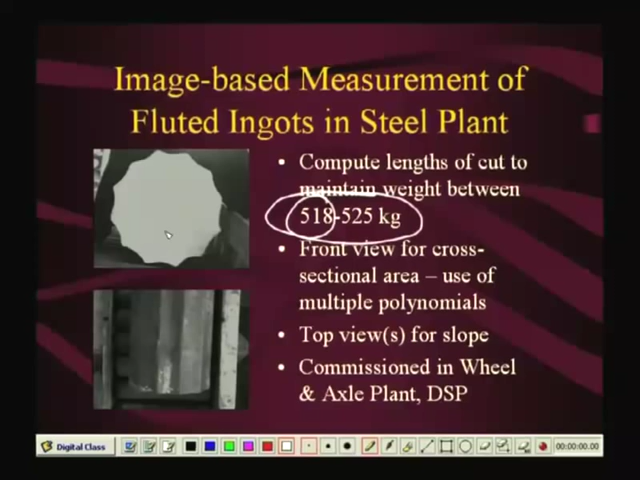 Image-based Measurement of
Fluted Ingots in Steel Plant
• Compute lengths of cut to
maintain weight between
518-525 kg
• Front view for cross-
sectional area – use of
multiple polynomials
• Top view(s) for slope
• Commissioned in Wheel
& Axle Plant, DSP
Digital Class
00:00:00.00